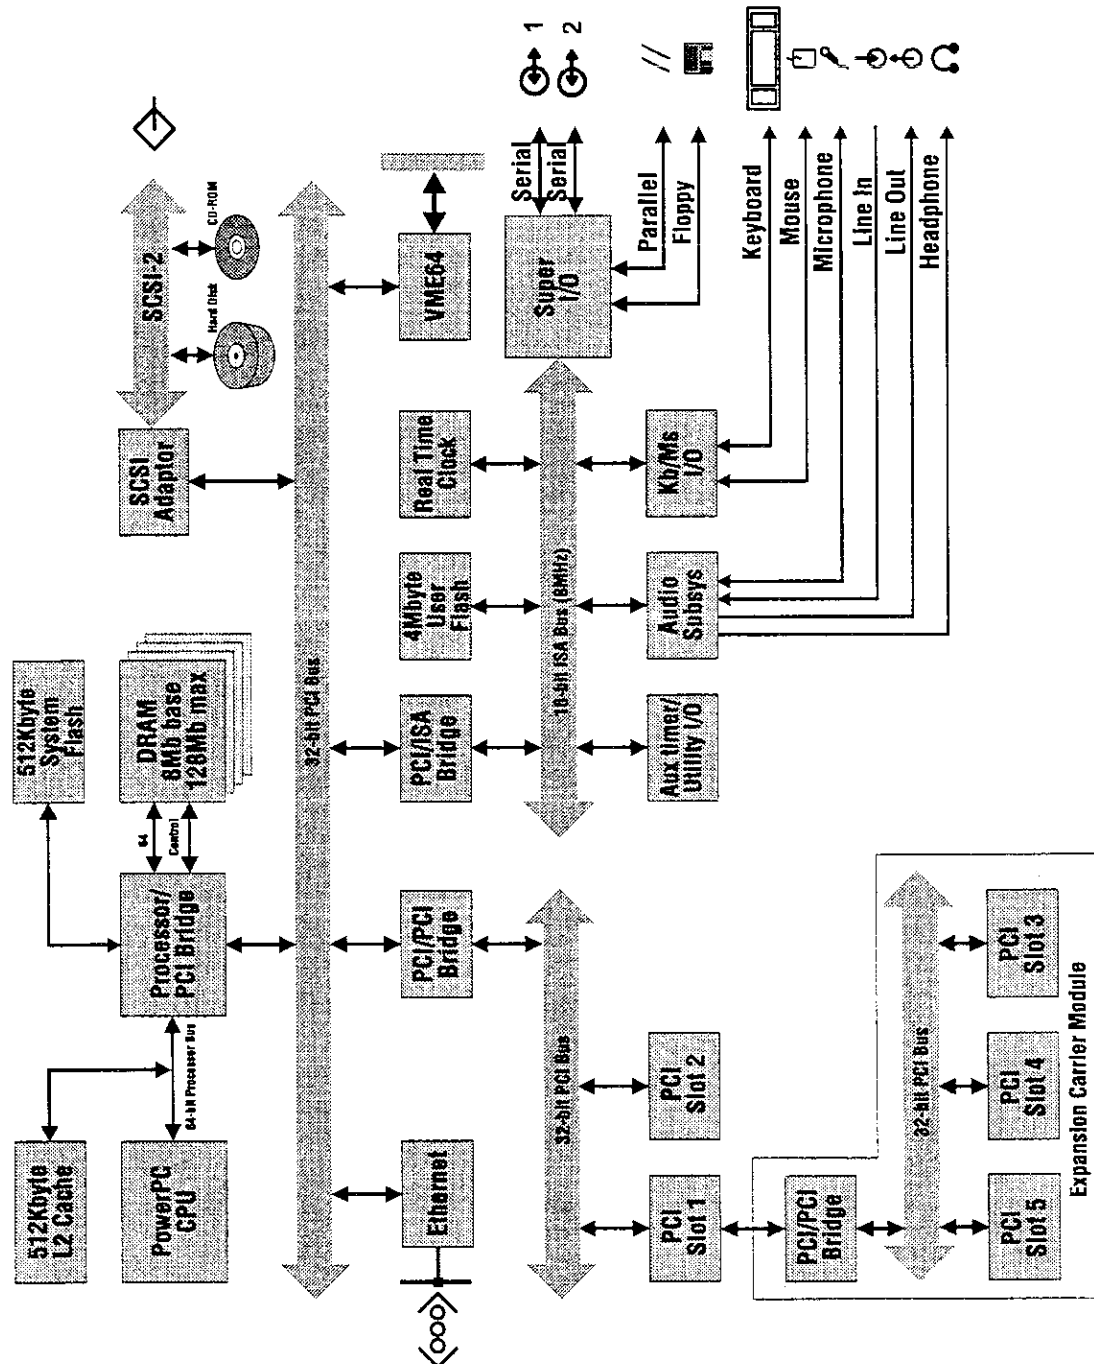 512Kbyte
L2 Cache
512Kbyte
System
Flash
PowerPC
CPU
64-bit Processor Bus
Processor/
PCI Bridge
64
Control
DRAM
8Mb base
128Mb max
SCSI
Adaptor
SCSI-2
Hard Disk
CD-ROM
32-bit PCI Bus
Ethernet
PCI/PCI
Bridge
PCI/ISA
Bridge
4Mbyte
User
Flash
Real Time
Clock
VME64
32-bit PCI Bus
16-bit ISA Bus (8MHz)
Super
I/O
Serial
Serial
1
2
PCI
Slot 1
PCI
Slot 2
Aux timer/
Utility I/O
Audio
Subsys
Kb/Ms
I/O
Parallel
Floppy
Keyboard
Mouse
Microphone
Line In
Line Out
Headphone
PCI/PCI
Bridge
32-bit PCI Bus
PCI
Slot 5
PCI
Slot 4
PCI
Slot 3
Expansion Carrier Module